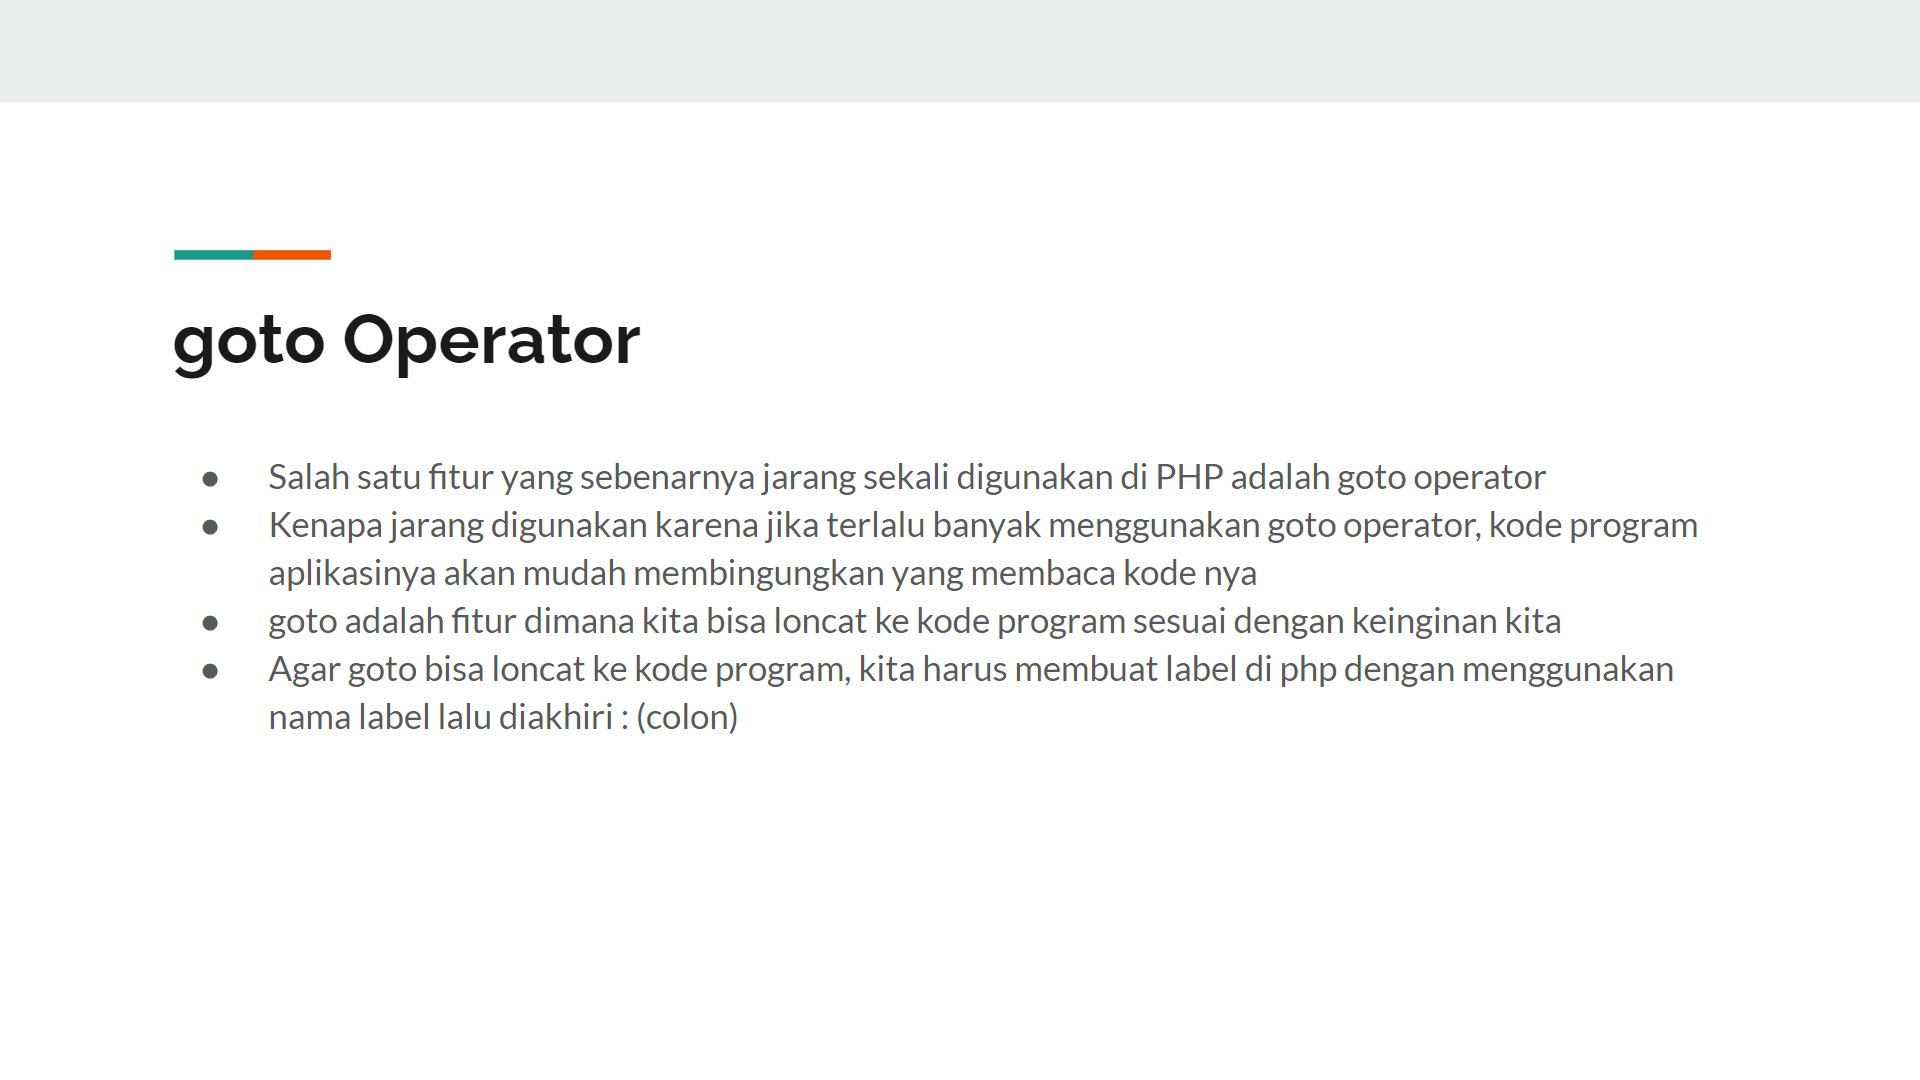 goto Operator
● Salah satu fitur yang sebenarnya jarang sekali digunakan di PHP adalah goto operator
● Kenapa jarang digunakan karena jika terlalu banyak menggunakan goto operator, kode program
aplikasinya akan mudah membingungkan yang membaca kode nya
● goto adalah fitur dimana kita bisa loncat ke kode program sesuai dengan keinginan kita
● Agar goto bisa loncat ke kode program, kita harus membuat label di php dengan menggunakan
nama label lalu diakhiri : (colon)